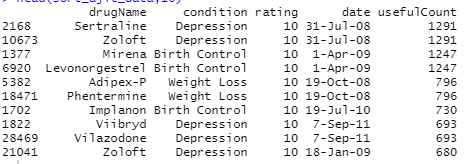 drugName condition rating date usefulCount
2168 Sertraline Depression 10 31-Jul-08 1291
10673 Zoloft Depression 10 31-Jul-08 1291
1377 Mirena Birth Control 10 1-Apr-09 1247
6920 Levonorgestrel Birth Control 10 1-Apr-09 1247
5382 Adipex-P Weight Loss 10 19-Oct-08 796
18471 Phentermine Weight Loss 10 19-Oct-08 796
1702 Implanon Birth Control 10 19-Jul-10 730
1822 Viibryd Depression 10 7-Sep-11 693
28469 Vilazodone Depression 10 7-Sep-11 693
21041 Zoloft Depression 10 18-Jan-09 680